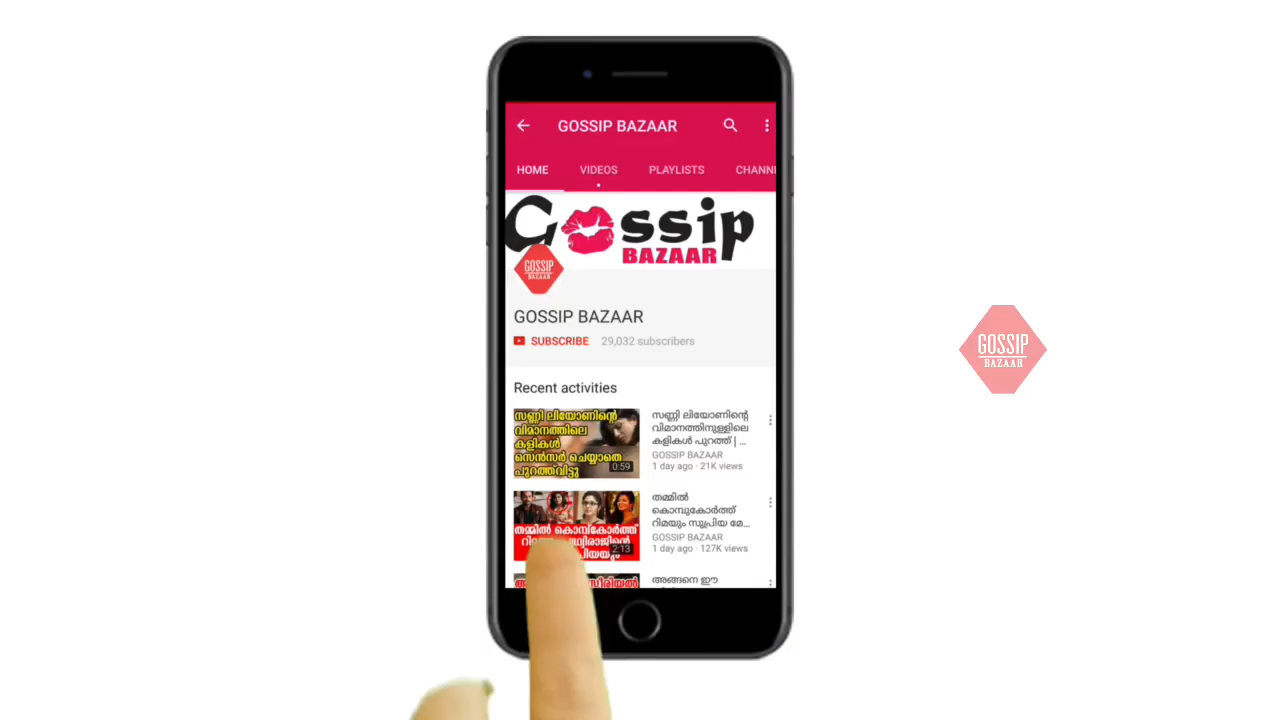 GOSSIP BAZAAR
HOME VIDEOS PLAYLISTS CHANN
Gossip
BAZAAR
GOSSIP
BAZAAR
GOSSIP BAZAAR
SUBSCRIBE 29,032 subscribers
Recent activities
സണ്ണി ലിയോണിന്റെ
വിമാനത്തിലെ
കളികൾ
സെൻസർ ചെയ്യാതെ
പുറത്ത്‌വിട്ടു
0:59
സണ്ണി ലിയോണിന്റെ
വിമാനത്തിനുള്ളിലെ
കളികൾ പുറത്ത് | ...
GOSSIP BAZAAR
1 day ago · 21K views
തമ്മിൽ കൊമ്പ്കോർത്ത്
2:13
തമ്മിൽ
കൊമ്പുകോർത്ത്
റിമയും സുപ്രിയ മേ...
GOSSIP BAZAAR
1 day ago · 127K views
സീരിയൽ
അങ്ങനെ ഈ
GOSSIP
BAZAAR